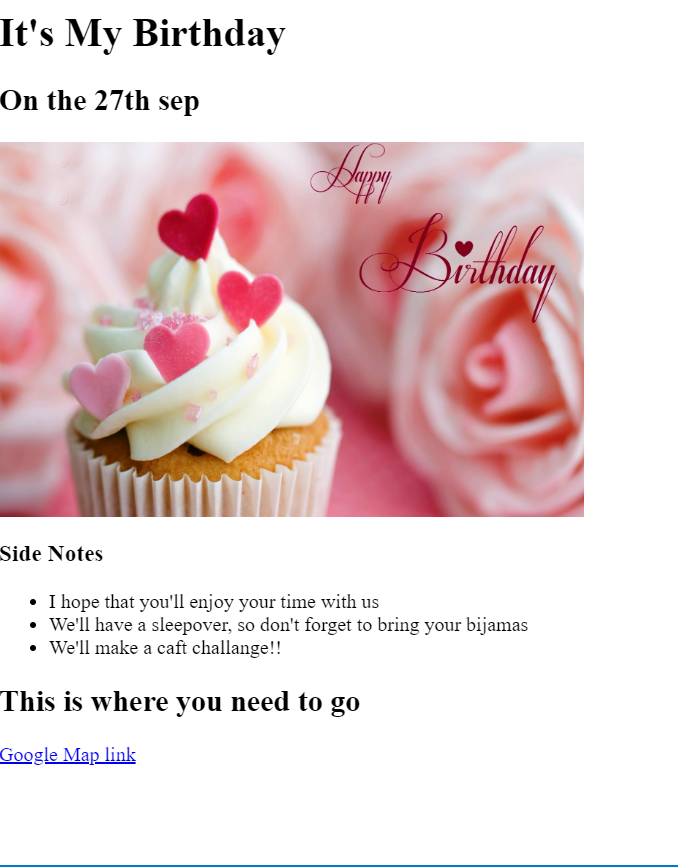 It's My Birthday
On the 27th sep
Happy
Birthday
Side Notes
I hope that you'll enjoy your time with us
We'll have a sleepover, so don't forget to bring your bijamas
We'll make a caft challange!!
This is where you need to go
Google Map link